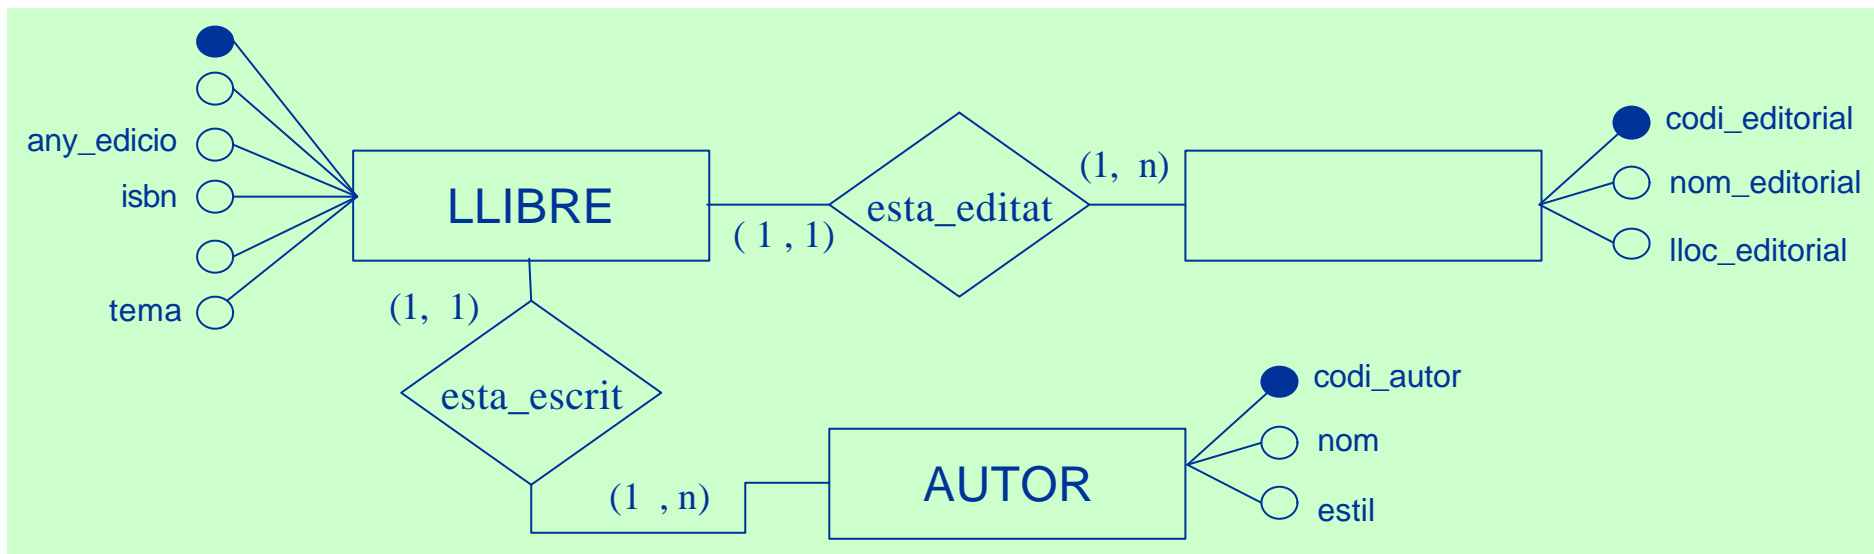 any_edicio
isbn
tema
LLIBRE
( 1 , 1)
esta_editat
(1, n)
codi_editorial
nom_editorial
lloc_editorial
(1, 1)
esta_escrit
(1 , n)
AUTOR
codi_autor
nom
estil